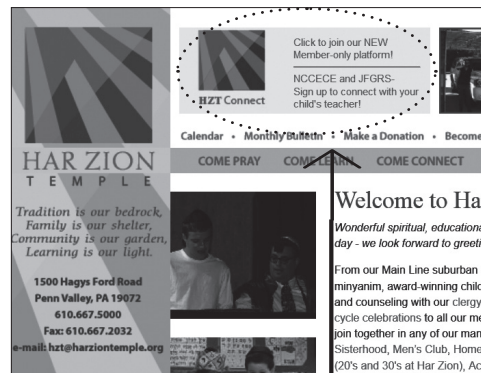 Click to join our NEW
Member-only platform!
NCCECE and JFGRS-
Sign up to connect with your
child's teacher!
HZT Connect
Calendar • Monthly Bulletin • Make a Donation • Become
HAR ZION
TEMPLE
COME PRAY COME LEARN COME CONNECT
Tradition is our bedrock,
Family is our shelter,
Community is our garden,
Learning is our light.
1500 Hagys Ford Road
Penn Valley, PA 19072
610.667.5000
Fax: 610.667.2032
e-mail: hzt@harziontemple.org
Welcome to Ha
Wonderful spiritual, educationa
day - we look forward to greeti
From our Main Line suburban
minyanim, award-winning child
and counseling with our clergy
cycle celebrations to all our me
join together in any of our man
Sisterhood, Men's Club, Home
(20's and 30's at Har Zion), Ac